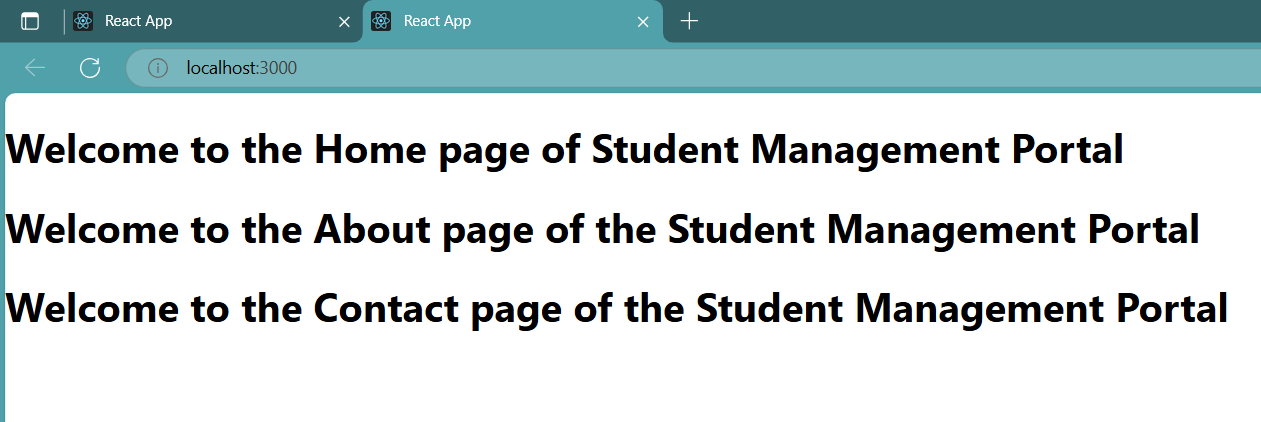 React App
React App
localhost:3000
Welcome to the Home page of Student Management Portal
Welcome to the About page of the Student Management Portal
Welcome to the Contact page of the Student Management Portal